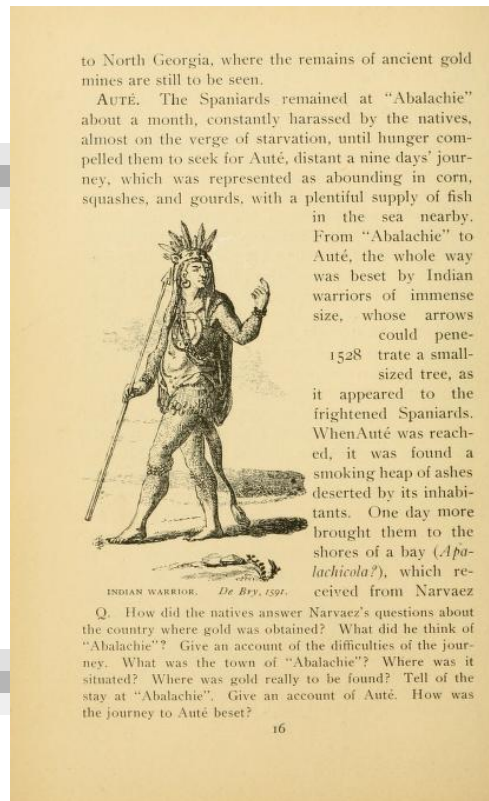 to North Georgia, where the remains of ancient gold
mines are still to be seen.
AUTÉ. The Spaniards remained at "Abalachie"
about a month, constantly harassed by the natives,
almost on the verge of starvation, until hunger com-
pelled them to seek for Auté, distant a nine days' jour-
ney, which was represented as abounding in corn,
squashes, and gourds, with a plentiful supply of fish
in the sea nearby.
From "Abalachie" to
Auté, the whole way
was beset by Indian
warriors of immense
size, whose arrows
could pene-
1528 trate a small-
sized tree, as
it appeared to the
frightened Spaniards.
WhenAuté was reach-
ed, it was found a
smoking heap of ashes
deserted by its inhabi-
tants. One day more
brought them to the
shores of a bay (Apa-
lachicola?), which re-
ceived from Narvaez
INDIAN WARRIOR. De Bry, 1591.
Q. How did the natives answer Narvaez's questions about
the country where gold was obtained? What did he think of
"Abalachie"? Give an account of the difficulties of the jour-
ney. What was the town of "Abalachie"? Where was it
situated? Where was gold really to be found? Tell of the
stay at "Abalachie". Give an account of Auté. How was
the journey to Auté beset?
16